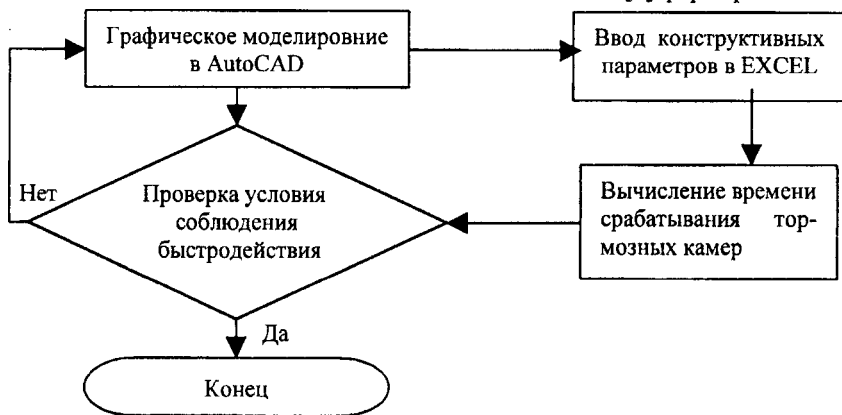 Графическое моделировние
в AutoCAD
Ввод конструктивных
параметров в EXCEL
Нет
Проверка условия
соблюдения
быстродействия
Вычисление времени
срабатывания тор-
мозных камер
Да
Конец